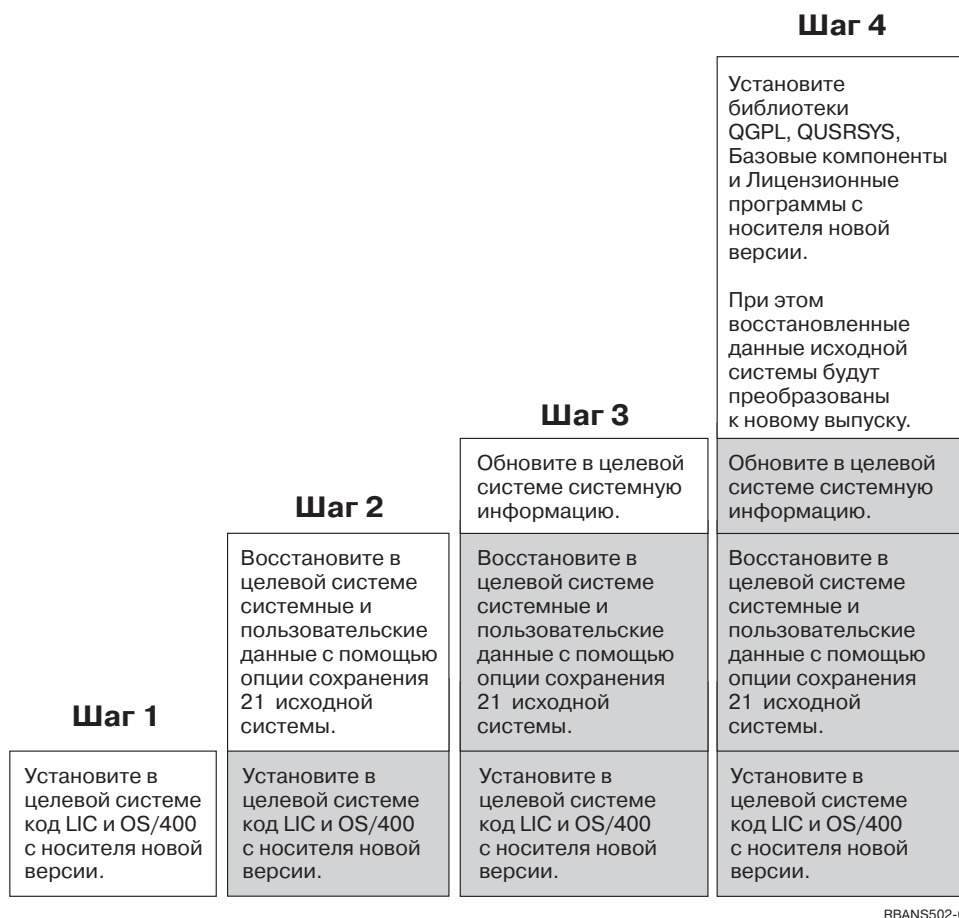 Шаг 4
Установите
библиотеки
QGPL, QUSRSYS,
Базовые компоненты
и Лицензионные
программы с
носителя новой
версии.
При этом
восстановленные
данные исходной
системы будут
преобразованы
к новому выпуску.
Шаг 3
Обновите в целевой
системе системную
информацию.
Обновите в целевой
системе системную
информацию.
Шаг 2
Восстановите в
целевой системе
системные и
пользовательские
данные с помощью
опции сохранения
21 исходной
системы.
Восстановите в
целевой системе
системные и
пользовательские
данные с помощью
опции сохранения
21 исходной
системы.
Восстановите в
целевой системе
системные и
пользовательские
данные с помощью
опции сохранения
21 исходной
системы.
Шаг 1
Установите в
целевой системе
код LIC и OS/400
с носителя новой
версии.
Установите в
целевой системе
код LIC и OS/400
с носителя новой
версии.
Установите в
целевой системе
код LIC и OS/400
с носителя новой
версии.
Установите в
целевой системе
код LIC и OS/400
с носителя новой
версии.